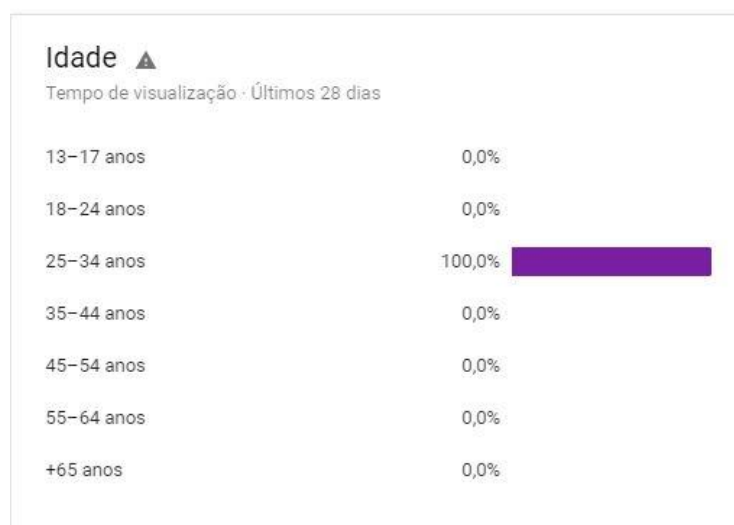 Idade
Tempo de visualização · Últimos 28 dias
13–17 anos 0,0%
18–24 anos 0,0%
25–34 anos 100,0%
35–44 anos 0,0%
45–54 anos 0,0%
55–64 anos 0,0%
+65 anos 0,0%